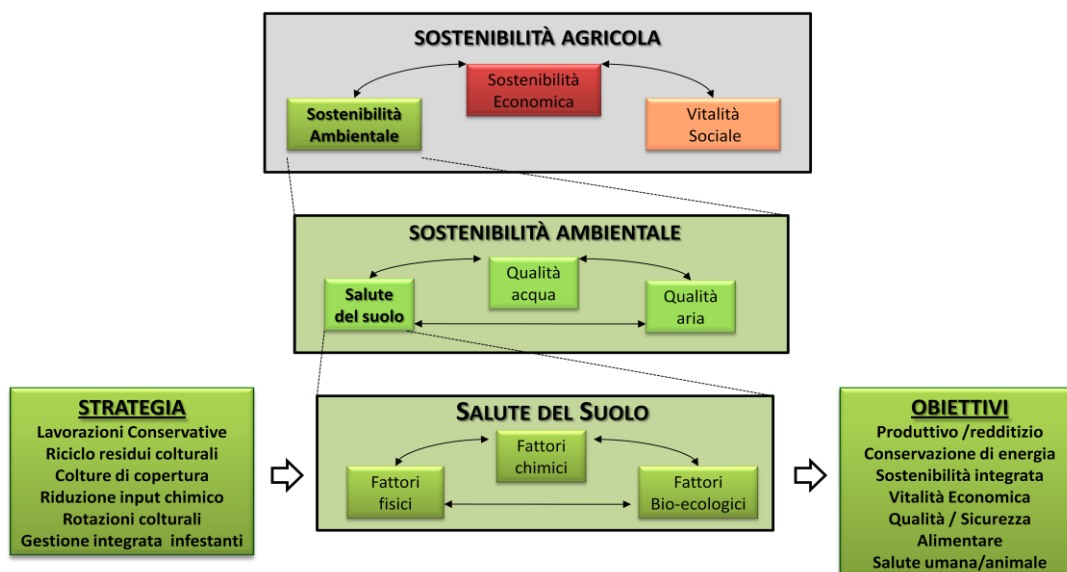 SOSTENIBILITÀ AGRICOLA
Sostenibilità
Economica
Sostenibilità
Ambientale
Vitalità
Sociale
SOSTENIBILITÀ AMBIENTALE
Qualità
acqua
Salute
del suolo
Qualità
aria
STRATEGIA
Lavorazioni Conservative
Riciclo residui colturali
Colture di copertura
Riduzione input chimico
Rotazioni colturali
Gestione integrata infestanti
SALUTE DEL SUOLO
Fattori
chimici
Fattori
fisici
Fattori
Bio-ecologici
OBIETTIVI
Produttivo /redditizio
Conservazione di energia
Sostenibilità integrata
Vitalità Economica
Qualità / Sicurezza
Alimentare
Salute umana/animale